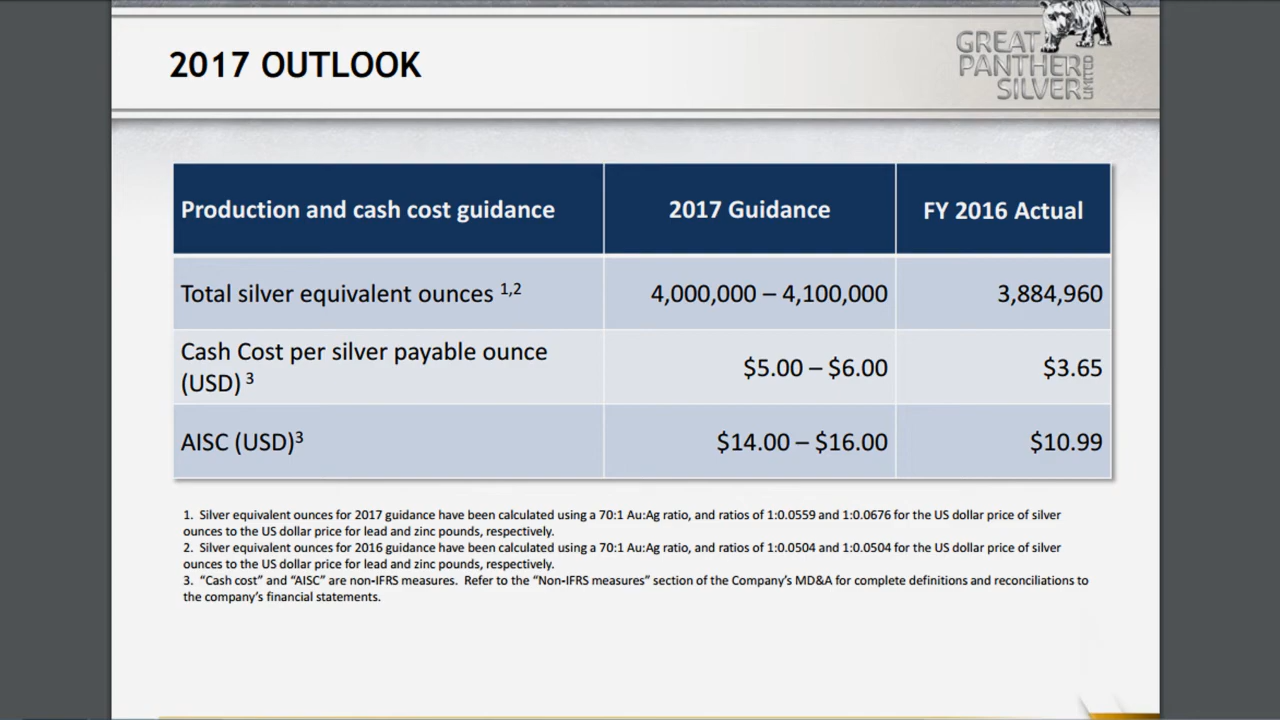 2017 OUTLOOK
GREAT
PANTHER
SILVER
LIMITED
Production and cash cost guidance
2017 Guidance
FY 2016 Actual
Total silver equivalent ounces 1,2
4,000,000 – 4,100,000
3,884,960
Cash Cost per silver payable ounce
(USD) 3
$5.00 – $6.00
$3.65
AISC (USD)3
$14.00 – $16.00
$10.99
1. Silver equivalent ounces for 2017 guidance have been calculated using a 70:1 Au:Ag ratio, and ratios of 1:0.0559 and 1:0.0676 for the US dollar price of silver
ounces to the US dollar price for lead and zinc pounds, respectively.
2. Silver equivalent ounces for 2016 guidance have been calculated using a 70:1 Au:Ag ratio, and ratios of 1:0.0504 and 1:0.0504 for the US dollar price of silver
ounces to the US dollar price for lead and zinc pounds, respectively.
3. “Cash cost” and “AISC” are non-IFRS measures. Refer to the “Non-IFRS measures” section of the Company’s MD&A for complete definitions and reconciliations to
the company’s financial statements.